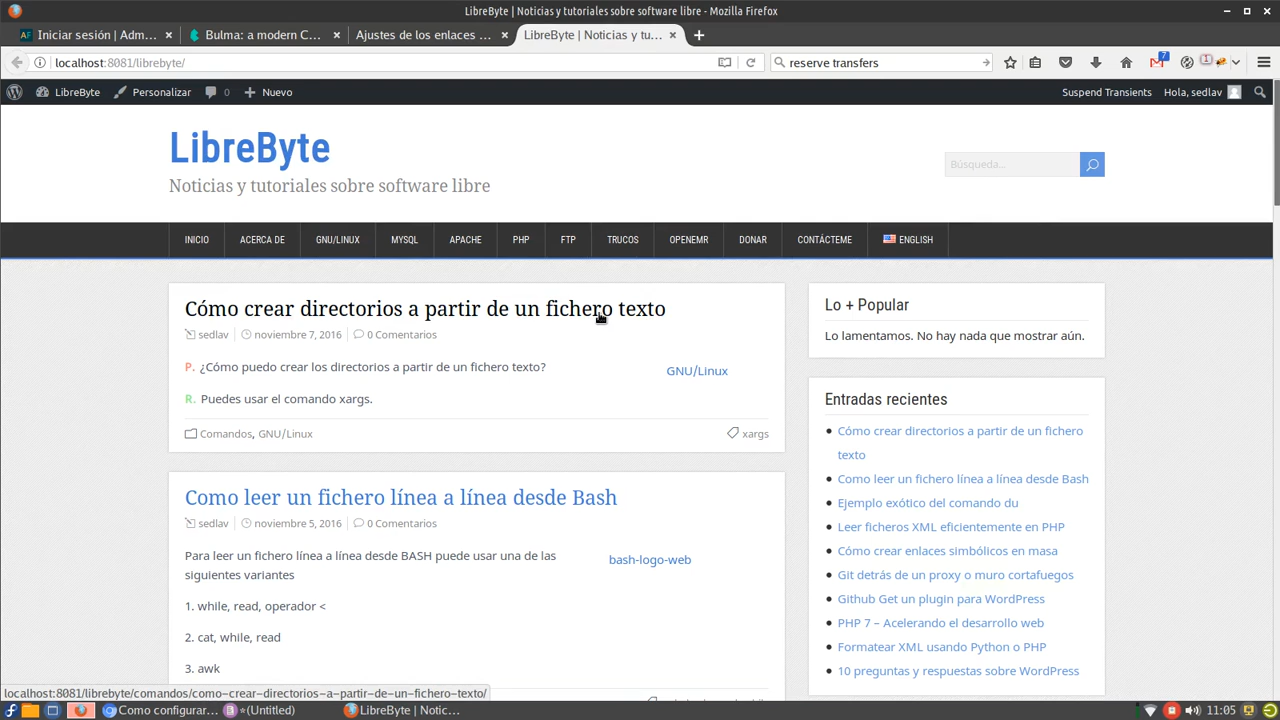 LibreByte | Noticias y tutoriales sobre software libre - Mozilla Firefox
Iniciar sesión | Adm...
Bulma: a modern C...
Ajustes de los enlaces ...
LibreByte | Noticias y tu...
localhost:8081/librebyte/
reserve transfers
7
1
LibreByte
Personalizar
0
Nuevo
Suspend Transients
Hola, sedlav
LibreByte
Noticias y tutoriales sobre software libre
Búsqueda...
INICIO
ACERCA DE
GNU/LINUX
MYSQL
APACHE
PHP
FTP
TRUCOS
OPENEMR
DONAR
CONTÁCTEME
ENGLISH
Cómo crear directorios a partir de un fichero texto
sedlav
noviembre 7, 2016
0 Comentarios
P. ¿Cómo puedo crear los directorios a partir de un fichero texto?
GNU/Linux
R. Puedes usar el comando xargs.
Comandos, GNU/Linux
xargs
Como leer un fichero línea a línea desde Bash
sedlav
noviembre 5, 2016
0 Comentarios
Para leer un fichero línea a línea desde BASH puede usar una de las
siguientes variantes
bash-logo-web
1. while, read, operador <
2. cat, while, read
3. awk
Lo + Popular
Lo lamentamos. No hay nada que mostrar aún.
Entradas recientes
Cómo crear directorios a partir de un fichero
texto
Como leer un fichero línea a línea desde Bash
Ejemplo exótico del comando du
Leer ficheros XML eficientemente en PHP
Cómo crear enlaces simbólicos en masa
Git detrás de un proxy o muro cortafuegos
Github Get un plugin para WordPress
PHP 7 – Acelerando el desarrollo web
Formatear XML usando Python o PHP
10 preguntas y respuestas sobre WordPress
localhost:8081/librebyte/comandos/como-crear-directorios-a-partir-de-un-fichero-texto/
Como configurar...
*(Untitled)
LibreByte | Notic...
11:05